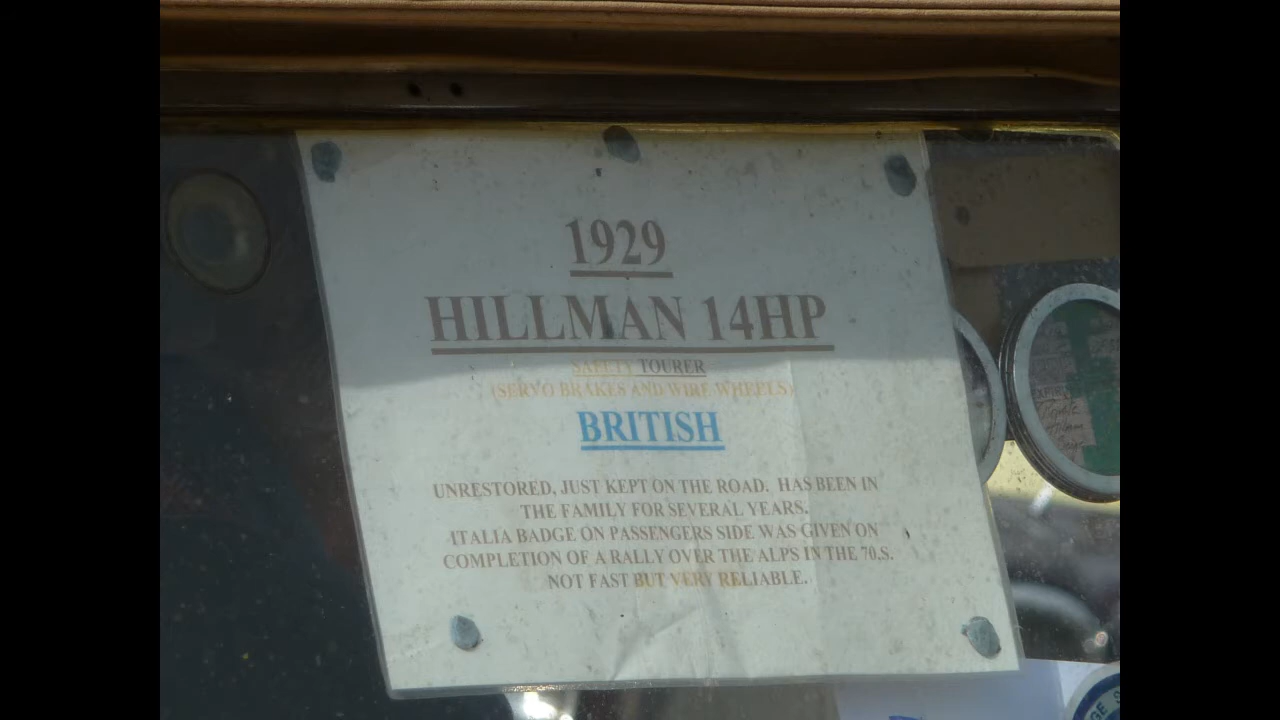 1929
HILLMAN 14HP
SAFETY TOURER
(SERVO BRAKES AND WIRE WHEELS)
BRITISH
UNRESTORED, JUST KEPT ON THE ROAD. HAS BEEN IN
THE FAMILY FOR SEVERAL YEARS.
ITALIA BADGE ON PASSENGERS SIDE WAS GIVEN ON
COMPLETION OF A RALLY OVER THE ALPS IN THE 70,S.
NOT FAST BUT VERY RELIABLE.